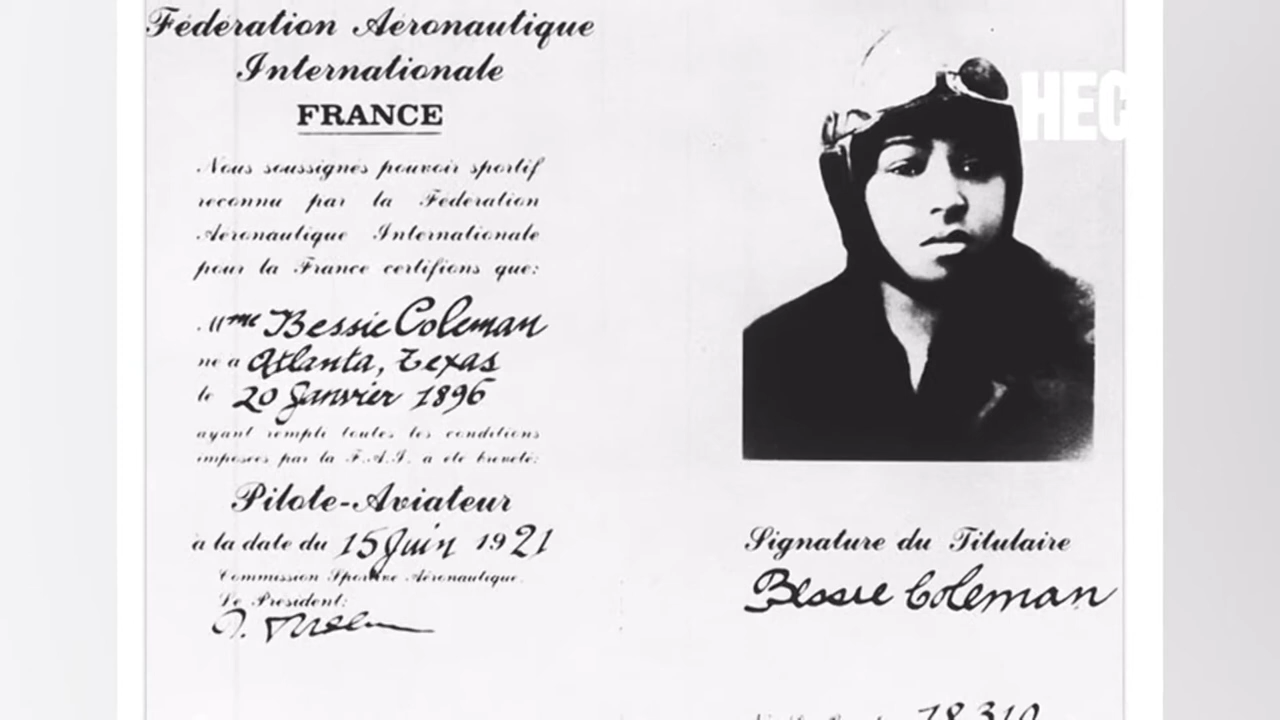 Fédération Aéronautique
Internationale
FRANCE
Nous soussignés pouvoir sportif
reconnu par la Fédération
Aéronautique Internationale
pour la France certifions que:
Mme Bessie Coleman
né à Atlanta, Texas
le 20 Janvier 1896
ayant rempli toutes les conditions
imposées par la F.A.I. a été breveté:
Pilote-Aviateur
à la date du 15 Juin 1921
Commission Sportive Aéronautique.
Le Président:
Signature du Titulaire
Bessie Coleman
18.310
HEC